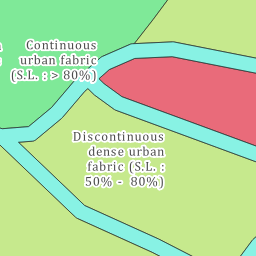 Continuous
urban fabric
(S.L. : > 80%)
Discontinuous
dense urban
fabric (S.L. :
50% - 80%)